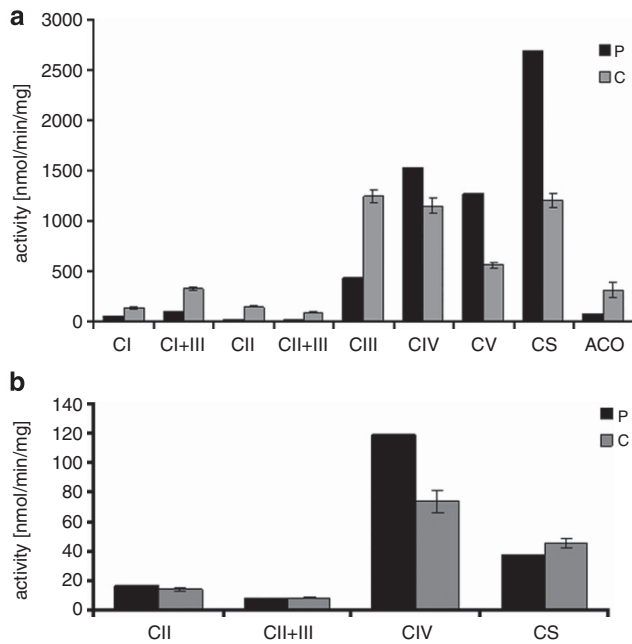 a
activity [nmol/min/mg]
3000
2500
2000
1500
1000
500
0
P
C
CI CI+III CII CII+III CIII CIV CV CS ACO
b
activity [nmol/min/mg]
140
120
100
80
60
40
20
0
P
C
CII CII+III CIV CS